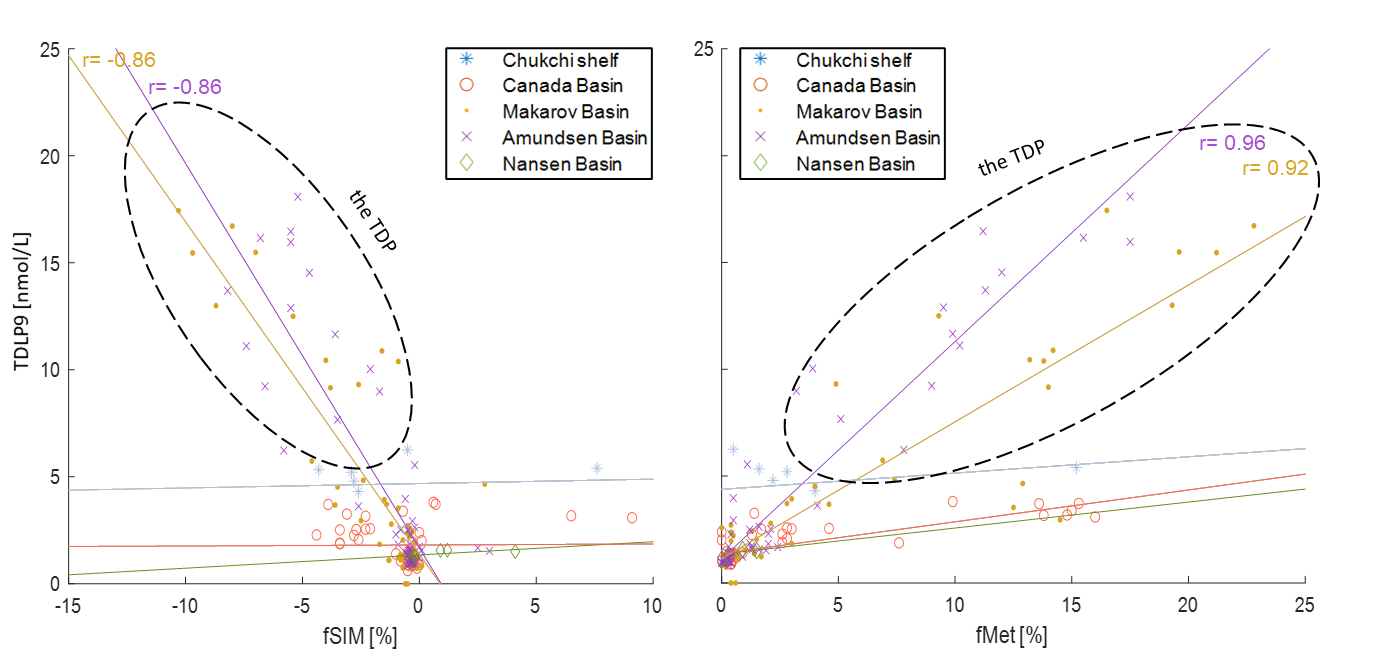 25
20
15
10
5
0
TDLP9 [nmol/L]
-15
-10
-5
0
5
10
fSIM [%]
r= -0.86
r= -0.86
the TDP
Chukchi shelf
Canada Basin
Makarov Basin
Amundsen Basin
Nansen Basin
25
0
5
10
15
20
25
fMet [%]
Chukchi shelf
Canada Basin
Makarov Basin
Amundsen Basin
Nansen Basin
the TDP
r= 0.96
r= 0.92